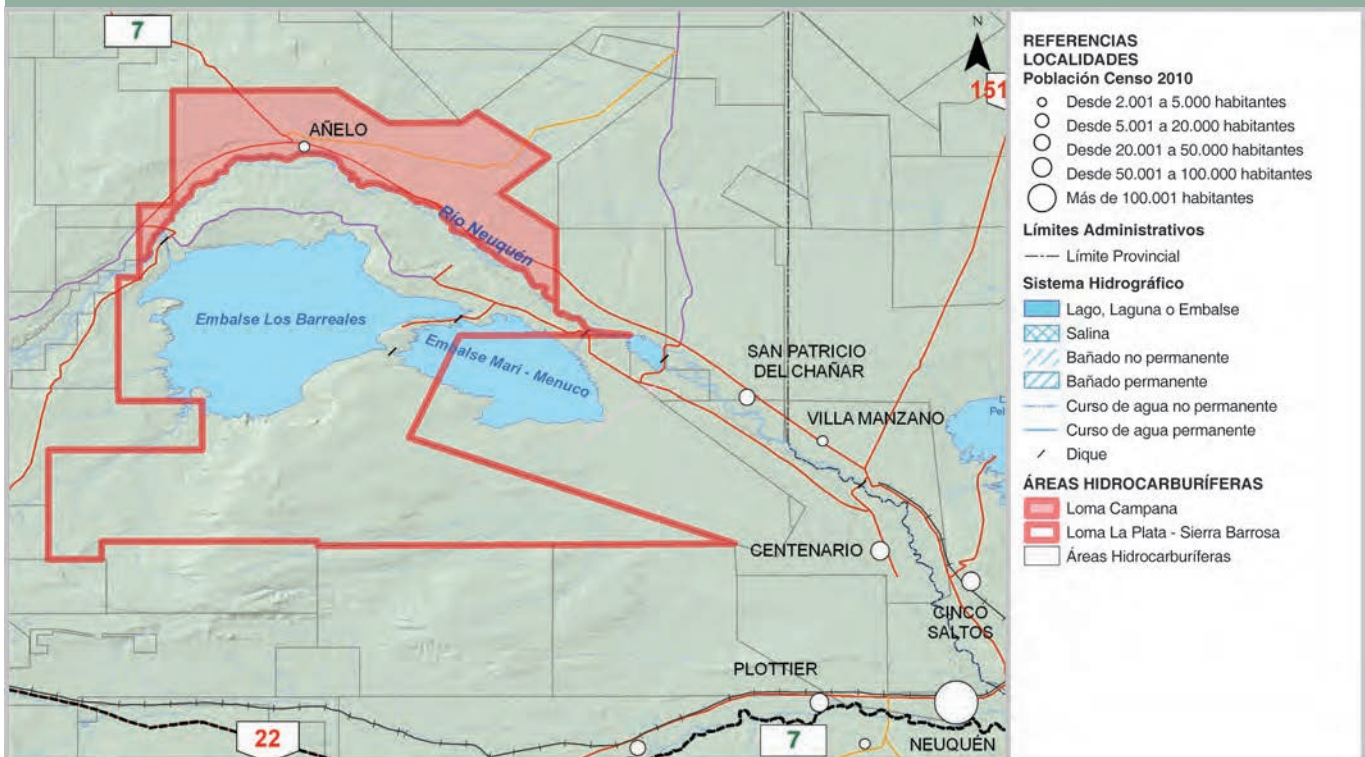 7
N
151
AÑELO
Río Neuquén
Embalse Los Barreales
Embalse Mari - Menuco
SAN PATRICIO
DEL CHAÑAR
VILLA MANZANO
CENTENARIO
CINCO
SALTOS
PLOTTIER
22
7
NEUQUÉN
REFERENCIAS
LOCALIDADES
Población Censo 2010
Desde 2.001 a 5.000 habitantes
Desde 5.001 a 20.000 habitantes
Desde 20.001 a 50.000 habitantes
Desde 50.001 a 100.000 habitantes
Más de 100.001 habitantes
Límites Administrativos
Límite Provincial
Sistema Hidrográfico
Lago, Laguna o Embalse
Salina
Bañado no permanente
Bañado permanente
Curso de agua no permanente
Curso de agua permanente
Dique
ÁREAS HIDROCARBURÍFERAS
Loma Campana
Loma La Plata - Sierra Barrosa
Áreas Hidrocarburíferas